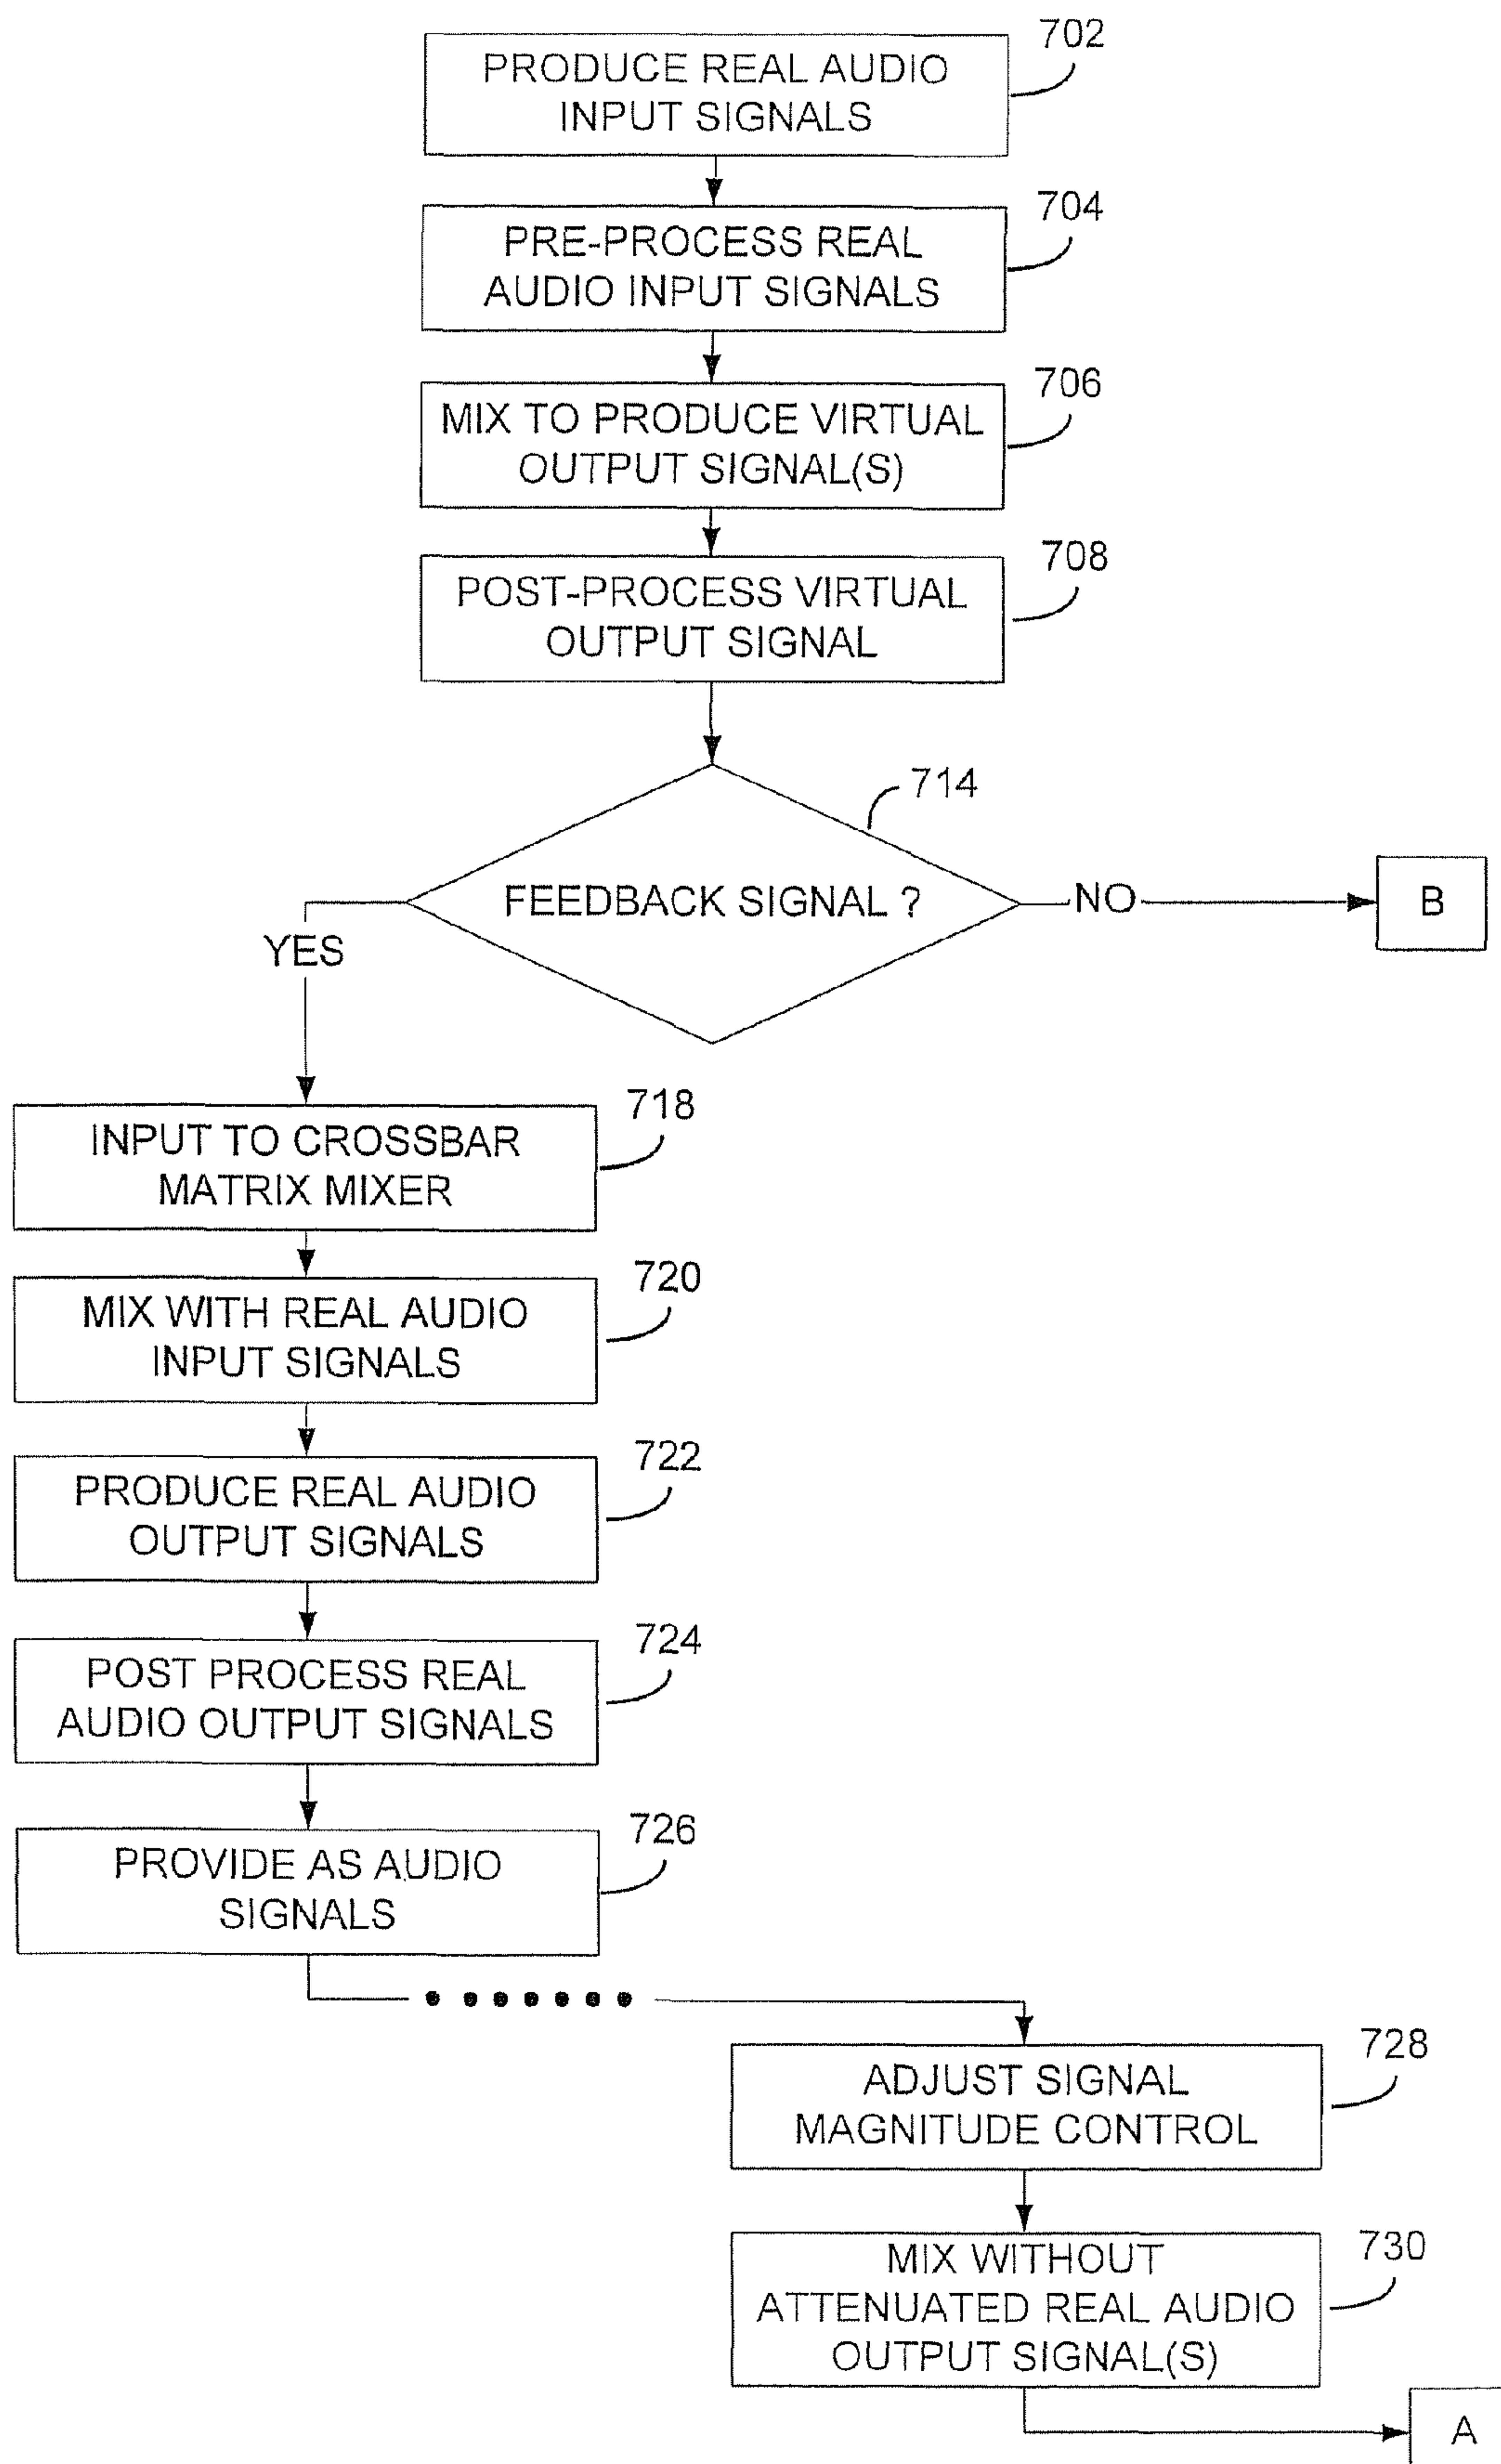 702
PRODUCE REAL AUDIO
INPUT SIGNALS
704
PRE-PROCESS REAL
AUDIO INPUT SIGNALS
706
MIX TO PRODUCE VIRTUAL
OUTPUT SIGNAL(S)
708
POST-PROCESS VIRTUAL
OUTPUT SIGNAL
714
FEEDBACK SIGNAL ?
NO
B
YES
718
INPUT TO CROSSBAR
MATRIX MIXER
720
MIX WITH REAL AUDIO
INPUT SIGNALS
722
PRODUCE REAL AUDIO
OUTPUT SIGNALS
724
POST PROCESS REAL
AUDIO OUTPUT SIGNALS
726
PROVIDE AS AUDIO
SIGNALS
728
ADJUST SIGNAL
MAGNITUDE CONTROL
730
MIX WITHOUT
ATTENUATED REAL AUDIO
OUTPUT SIGNAL(S)
A